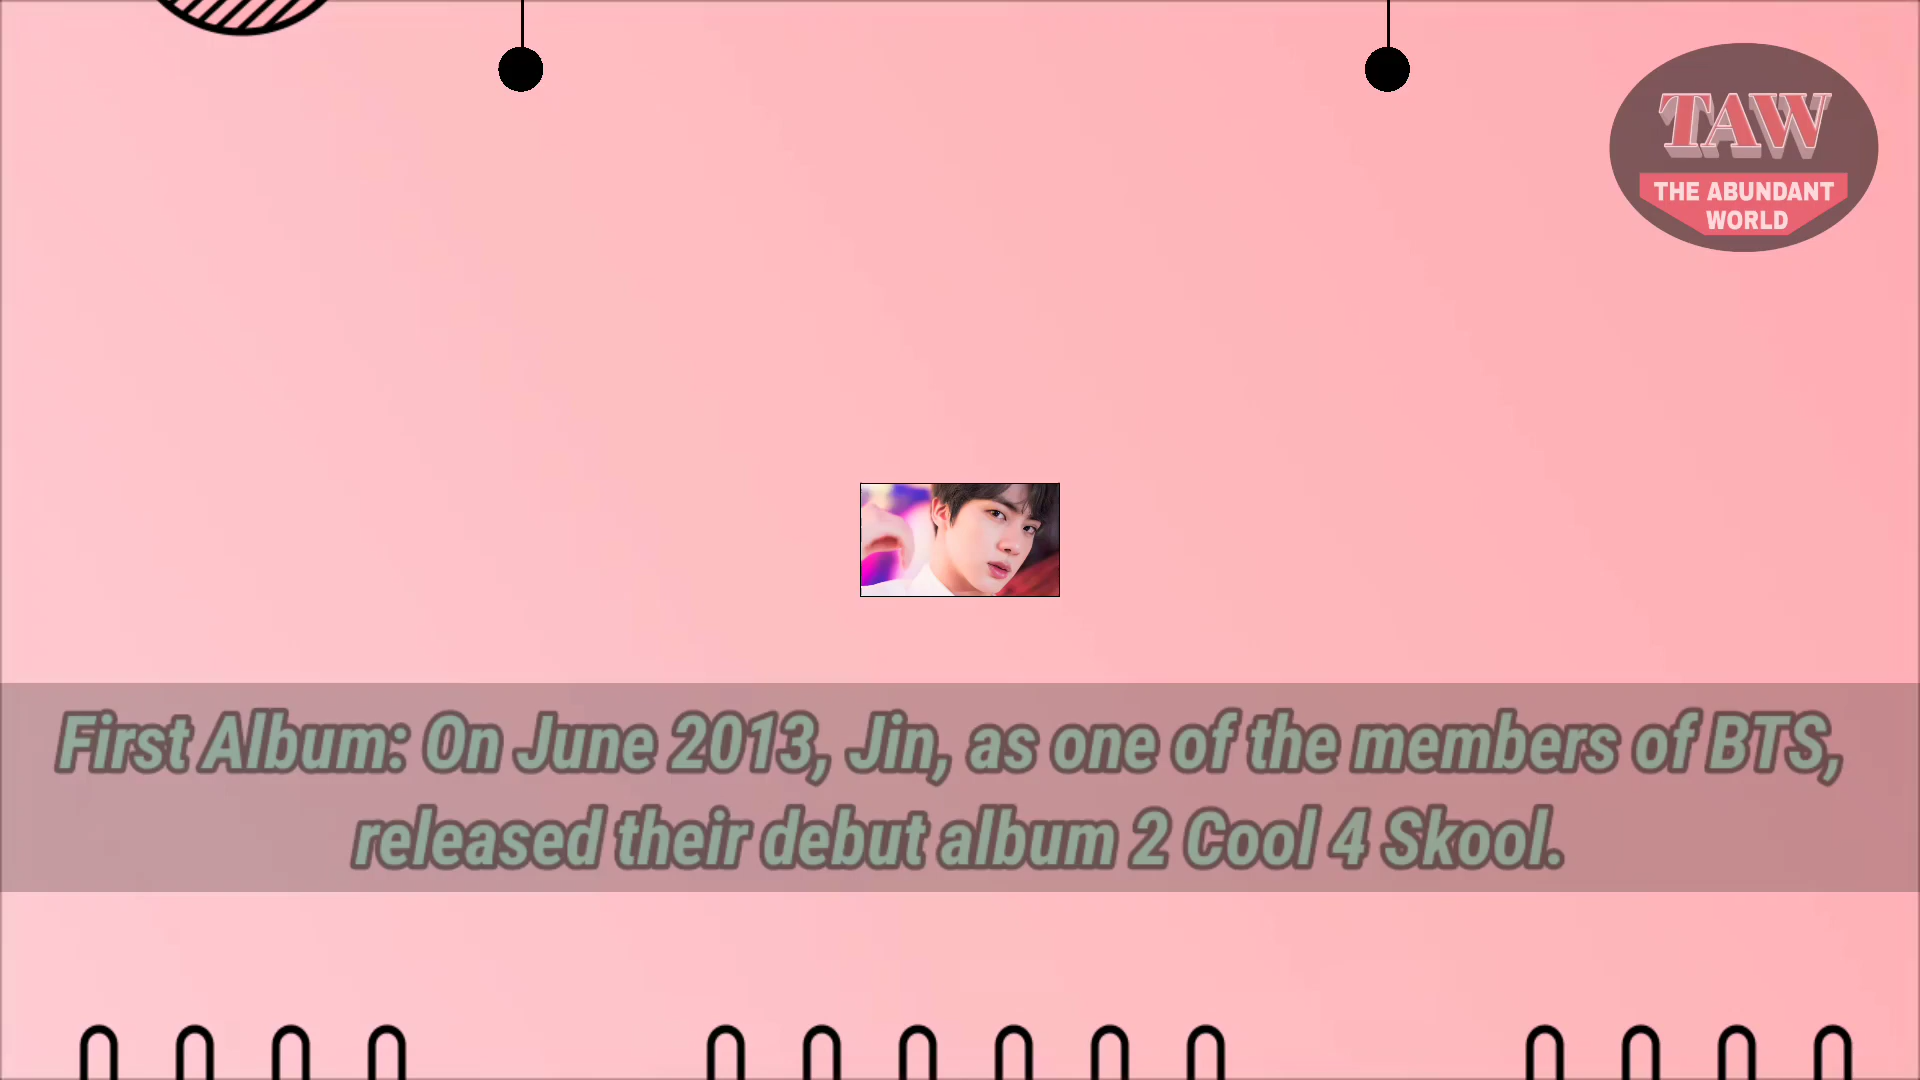 TAW
THE ABUNDANT
WORLD
First Album: On June 2013, Jin, as one of the members of BTS,
released their debut album 2 Cool 4 Skool.